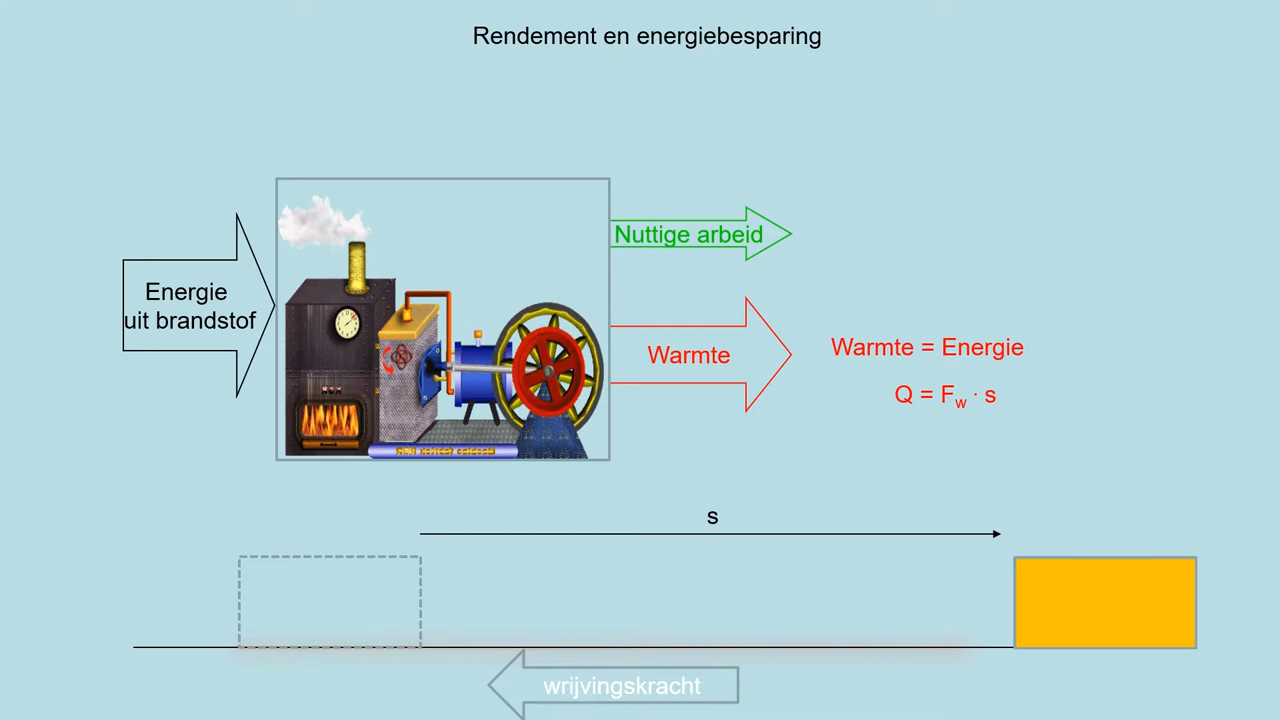 Rendement en energiebesparing
Energie
uit brandstof
Nuttige arbeid
Warmte
Warmte = Energie
Q = Fw · s
s
wrijvingskracht